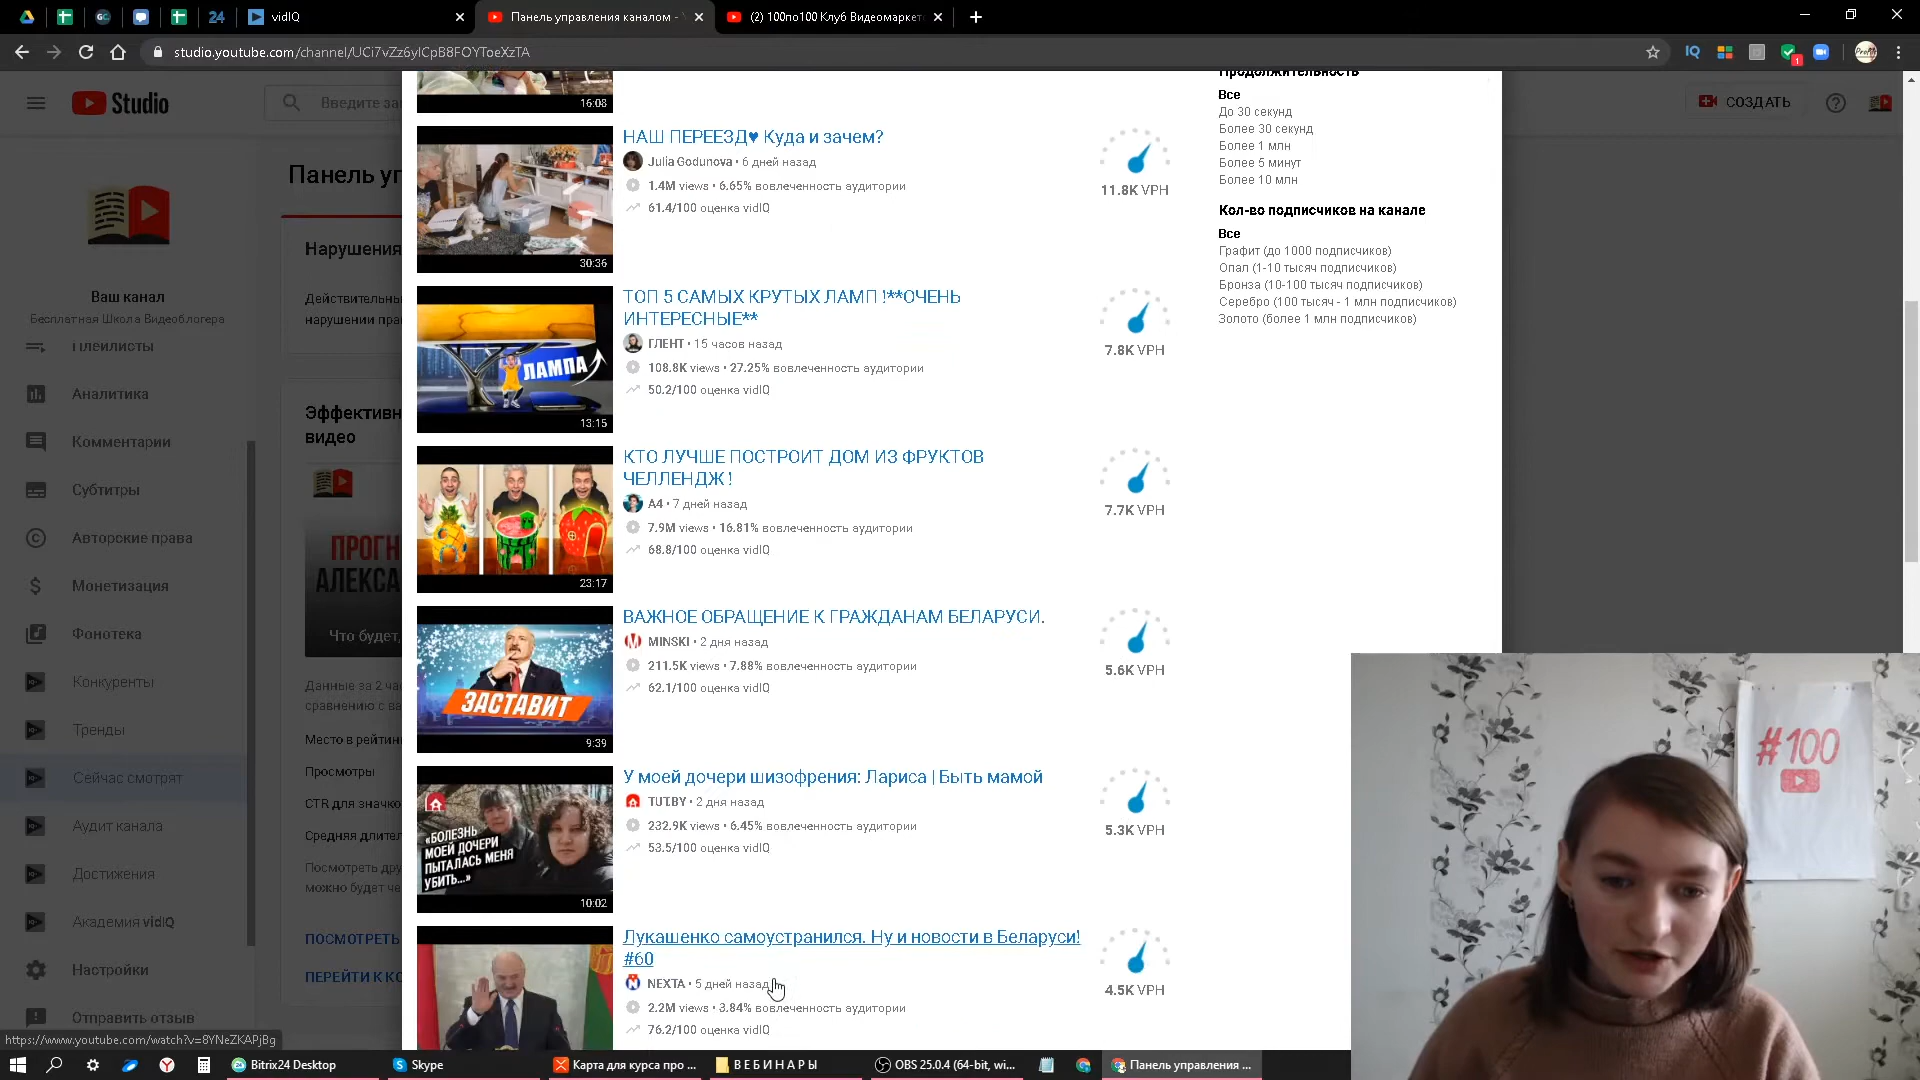 vidIQ
Панель управления каналом -
(2) 100по100 Клуб Видеомаркет
studio.youtube.com/channel/UCi7vZz6ylCpB8FOYToeXzTA
Studio
Введите за
СОЗДАТЬ
Панель уп
Ваш канал
Бесплатная Школа Видеоблогера
Плейлисты
Аналитика
Комментарии
Субтитры
Авторские права
Монетизация
Фонотека
Конкуренты
Тренды
Сейчас смотрят
Аудит канала
Достижения
Академия vidIQ
Настройки
Отправить отзыв
Нарушения
Действительны
нарушении пра
Эффективн
видео
ПРОГН
АЛЕКСА
Что будет,
Данные за 2 ча
сравнению с ва
Место в рейтин
Просмотры
CTR для значко
Средняя длител
Посмотреть дру
можно будет че
ПОСМОТРЕТЬ
ПЕРЕЙТИ К КО
16:08
НАШ ПЕРЕЕЗД♥ Куда и зачем?
Julia Godunova • 6 дней назад
1.4M views • 6.65% вовлеченность аудитории
61.4/100 оценка vidIQ
30:36
11.8K VPH
ТОП 5 САМЫХ КРУТЫХ ЛАМП !**ОЧЕНЬ
ИНТЕРЕСНЫЕ**
ГЛЕНТ • 15 часов назад
108.8K views • 27.25% вовлеченность аудитории
50.2/100 оценка vidIQ
ЛАМПА
13:15
7.8K VPH
КТО ЛУЧШЕ ПОСТРОИТ ДОМ ИЗ ФРУКТОВ
ЧЕЛЛЕНДЖ !
A4 • 7 дней назад
7.9M views • 16.81% вовлеченность аудитории
68.8/100 оценка vidIQ
23:17
7.7K VPH
ВАЖНОЕ ОБРАЩЕНИЕ К ГРАЖДАНАМ БЕЛАРУСИ.
MINSKI • 2 дня назад
211.5K views • 7.88% вовлеченность аудитории
62.1/100 оценка vidIQ
ЗАСТАВИТ
9:39
5.6K VPH
У моей дочери шизофрения: Лариса | Быть мамой
TUT.BY • 2 дня назад
232.9K views • 6.45% вовлеченность аудитории
53.5/100 оценка vidIQ
«БОЛЕЗНЬ
МОЕЙ ДОЧЕРИ
ПЫТАЛАСЬ МЕНЯ
УБИТЬ...»
10:02
5.3K VPH
Лукашенко самоустранился. Ну и новости в Беларуси!
#60
NEXTA • 5 дней назад
2.2M views • 3.84% вовлеченность аудитории
76.2/100 оценка vidIQ
4.5K VPH
Продолжительность
Все
До 30 секунд
Более 30 секунд
Более 1 млн
Более 5 минут
Более 10 млн
Кол-во подписчиков на канале
Все
Графит (до 1000 подписчиков)
Опал (1-10 тысяч подписчиков)
Бронза (10-100 тысяч подписчиков)
Серебро (100 тысяч - 1 млн подписчиков)
Золото (более 1 млн подписчиков)
#100
https://www.youtube.com/watch?v=8YNeZKAPjBg
Bitrix24 Desktop
Skype
Карта для курса про ...
В Е Б И Н А Р Ы
OBS 25.0.4 (64-bit, wi...
Панель управления ...